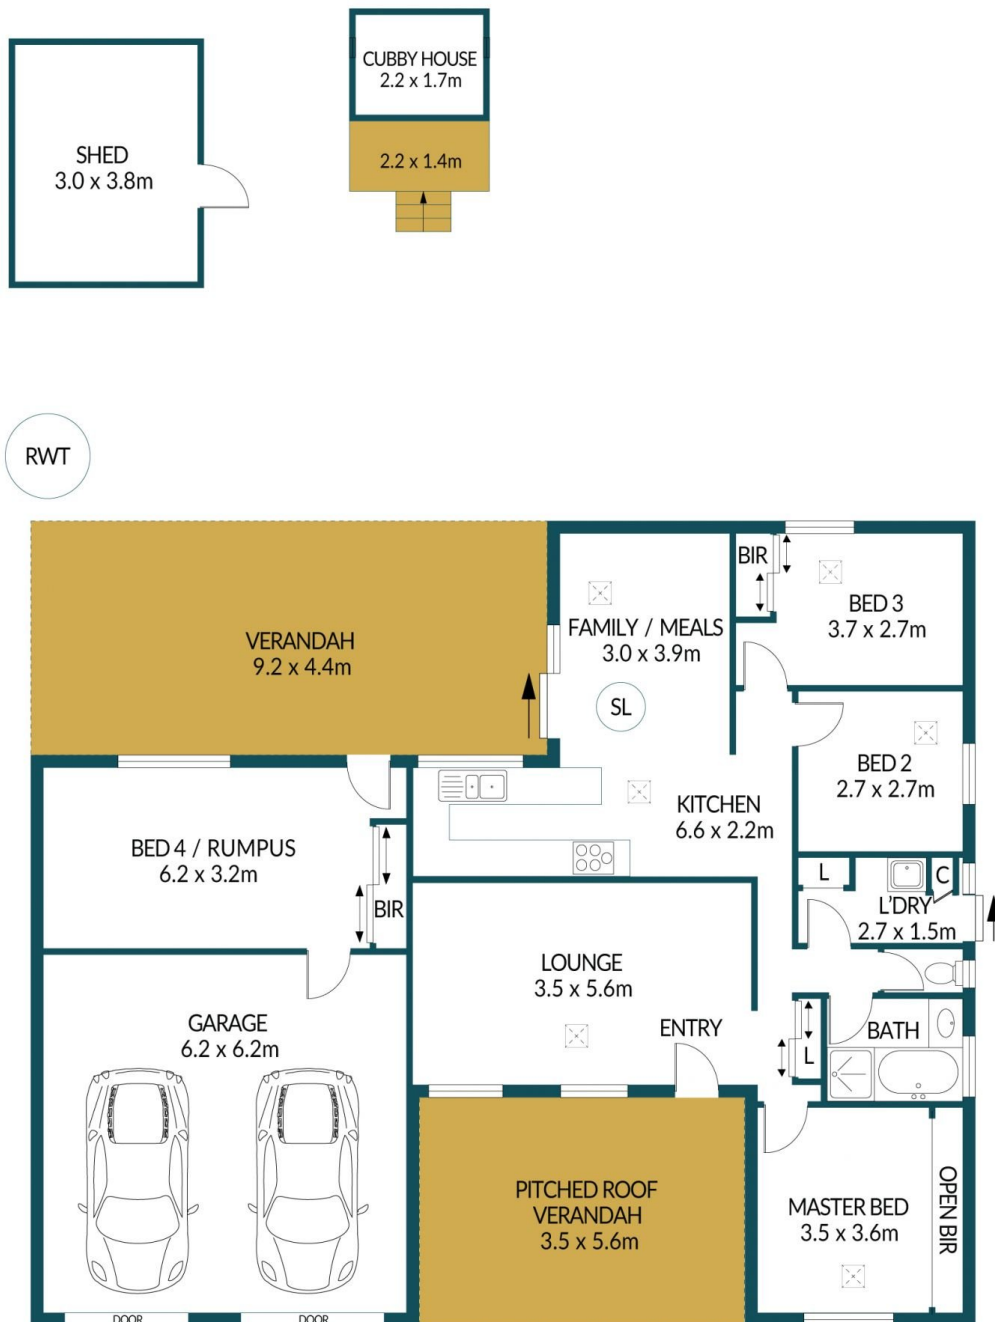 CUBBY HOUSE
2.2 x 1.7m
SHED
3.0 x 3.8m
2.2 x 1.4m
RWT
BIR
BED 3
3.7 x 2.7m
FAMILY / MEALS
3.0 x 3.9m
VERANDAH
9.2 x 4.4m
SL
BED 2
2.7 x 2.7m
KITCHEN
6.6 x 2.2m
BED 4 / RUMPUS
6.2 x 3.2m
BIR
L
C
L'DRY
2.7 x 1.5m
LOUNGE
3.5 x 5.6m
GARAGE
6.2 x 6.2m
ENTRY
BATH
L
PITCHED ROOF
VERANDAH
3.5 x 5.6m
MASTER BED
3.5 x 3.6m
OPEN BIR
DOOR
DOOR